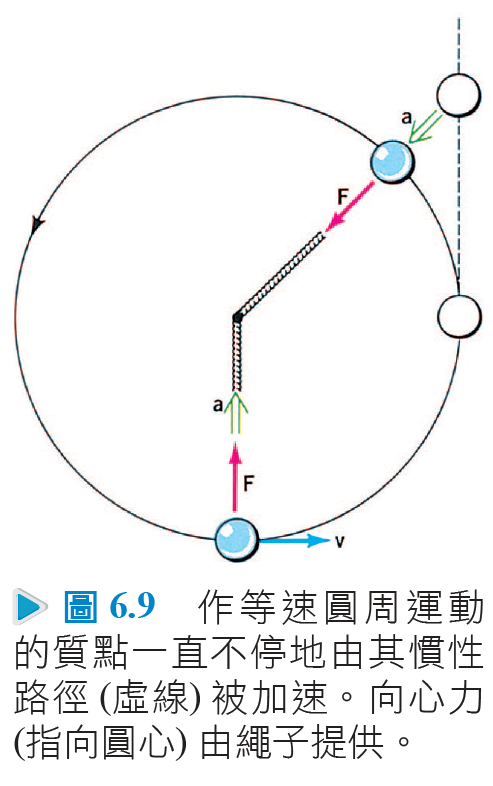 a
F
a
F
v
圖 6.9 作等速圓周運動
的質點一直不停地由其慣性
路徑 (虛線) 被加速。向心力
(指向圓心) 由繩子提供。